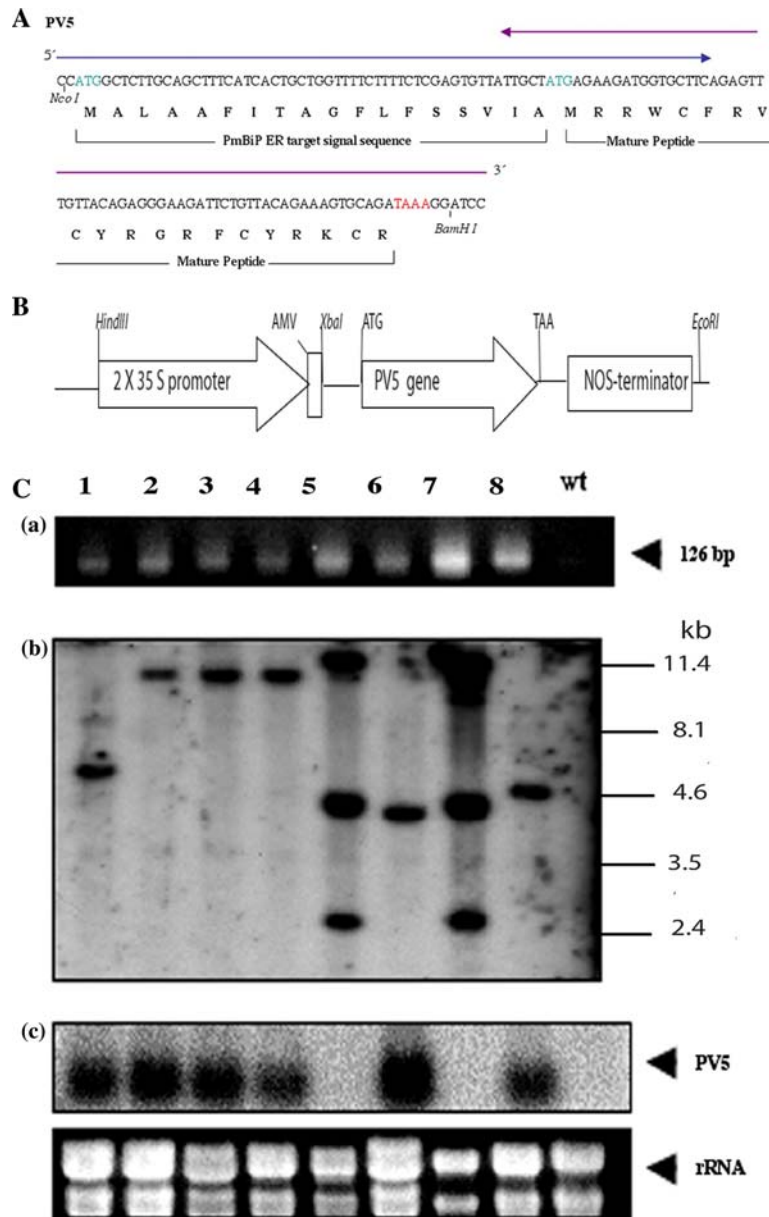 A PV5
5´
CCATGGCTCTTGCAGCTTTCATCACTGCTGGTTTTCTTTTCTCGAGTGTTATTGCTATGAGAAGATGGTGCTTCAGAGTT
Nco I
M A L A A F I T A G F L F S S V I A M R R W C F R V
PmBiP ER target signal sequence Mature Peptide
3´
TGTTACAGAGGGAAGATTCTGTTACAGAAAGTGCAGATAAAGGATCC
BamH I
C Y R G R F C Y R K C R
Mature Peptide
B
HindIII AMV XbaI ATG TAA EcoRI
2 X 35 S promoter PV5 gene NOS-terminator
C 1 2 3 4 5 6 7 8 wt
(a) 126 bp
(b) kb
11.4
8.1
4.6
3.5
2.4
(c) PV5
rRNA